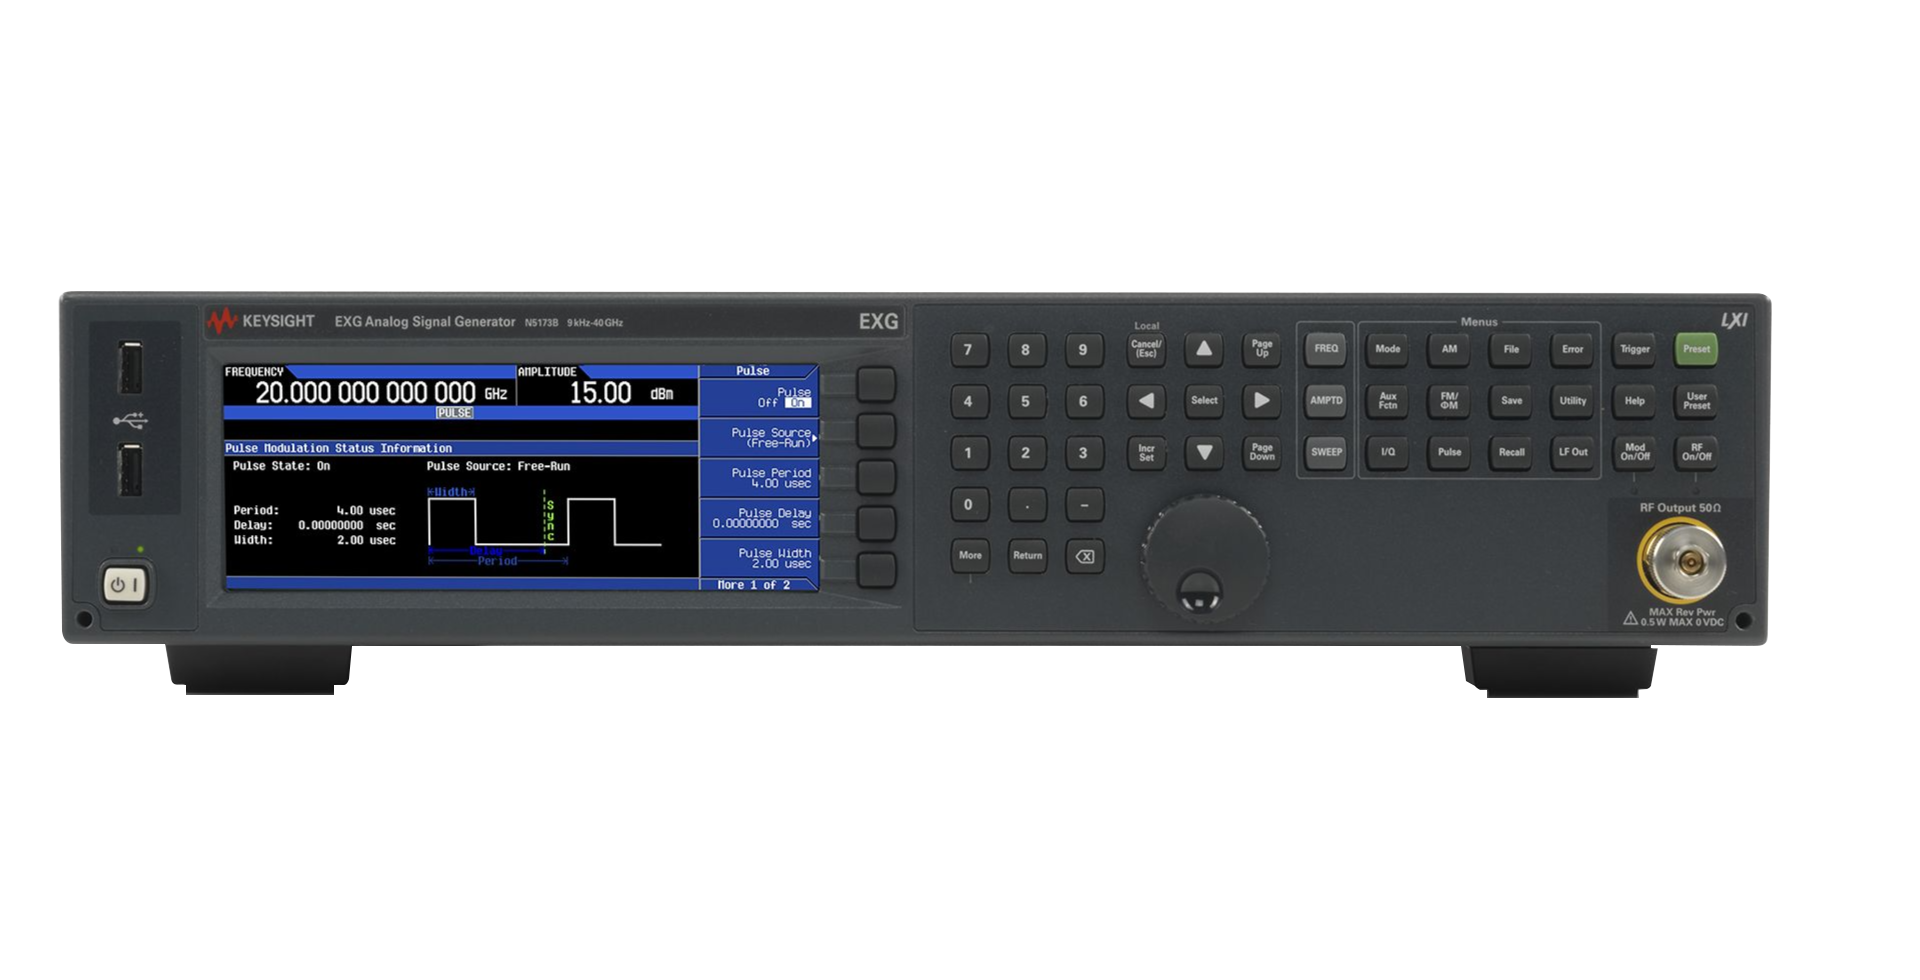 KEYSIGHT EXG Analog Signal Generator N5173B 9 kHz-40 GHz EXG
FREQUENCY
20.000 000 000 000 GHz
AMPLITUDE
15.00 dBm
PULSE
Pulse Modulation Status Information
Pulse State: On
Pulse Source: Free-Run
Period: 4.00 usec
Delay: 0.00000000 sec
Width: 2.00 usec
Width
Sync
Delay
Period
Pulse
Pulse
Off On
Pulse Source
(Free-Run)
Pulse Period
4.00 usec
Pulse Delay
0.00000000 sec
Pulse Width
2.00 usec
More 1 of 2
7 8 9
4 5 6
1 2 3
0 . −
More Return
Local
Cancel/
(Esc)
Page
Up
Select
Incr
Set
Page
Down
FREQ
AMPTD
SWEEP
Menus
Mode AM File Error
Aux
Fctn
FM/
ΦM
Save Utility
I/Q Pulse Recall LF Out
LXI
Trigger Preset
Help
User
Preset
Mod
On/Off
RF
On/Off
RF Output 50Ω
MAX Rev Pwr
0.5 W MAX 0 VDC